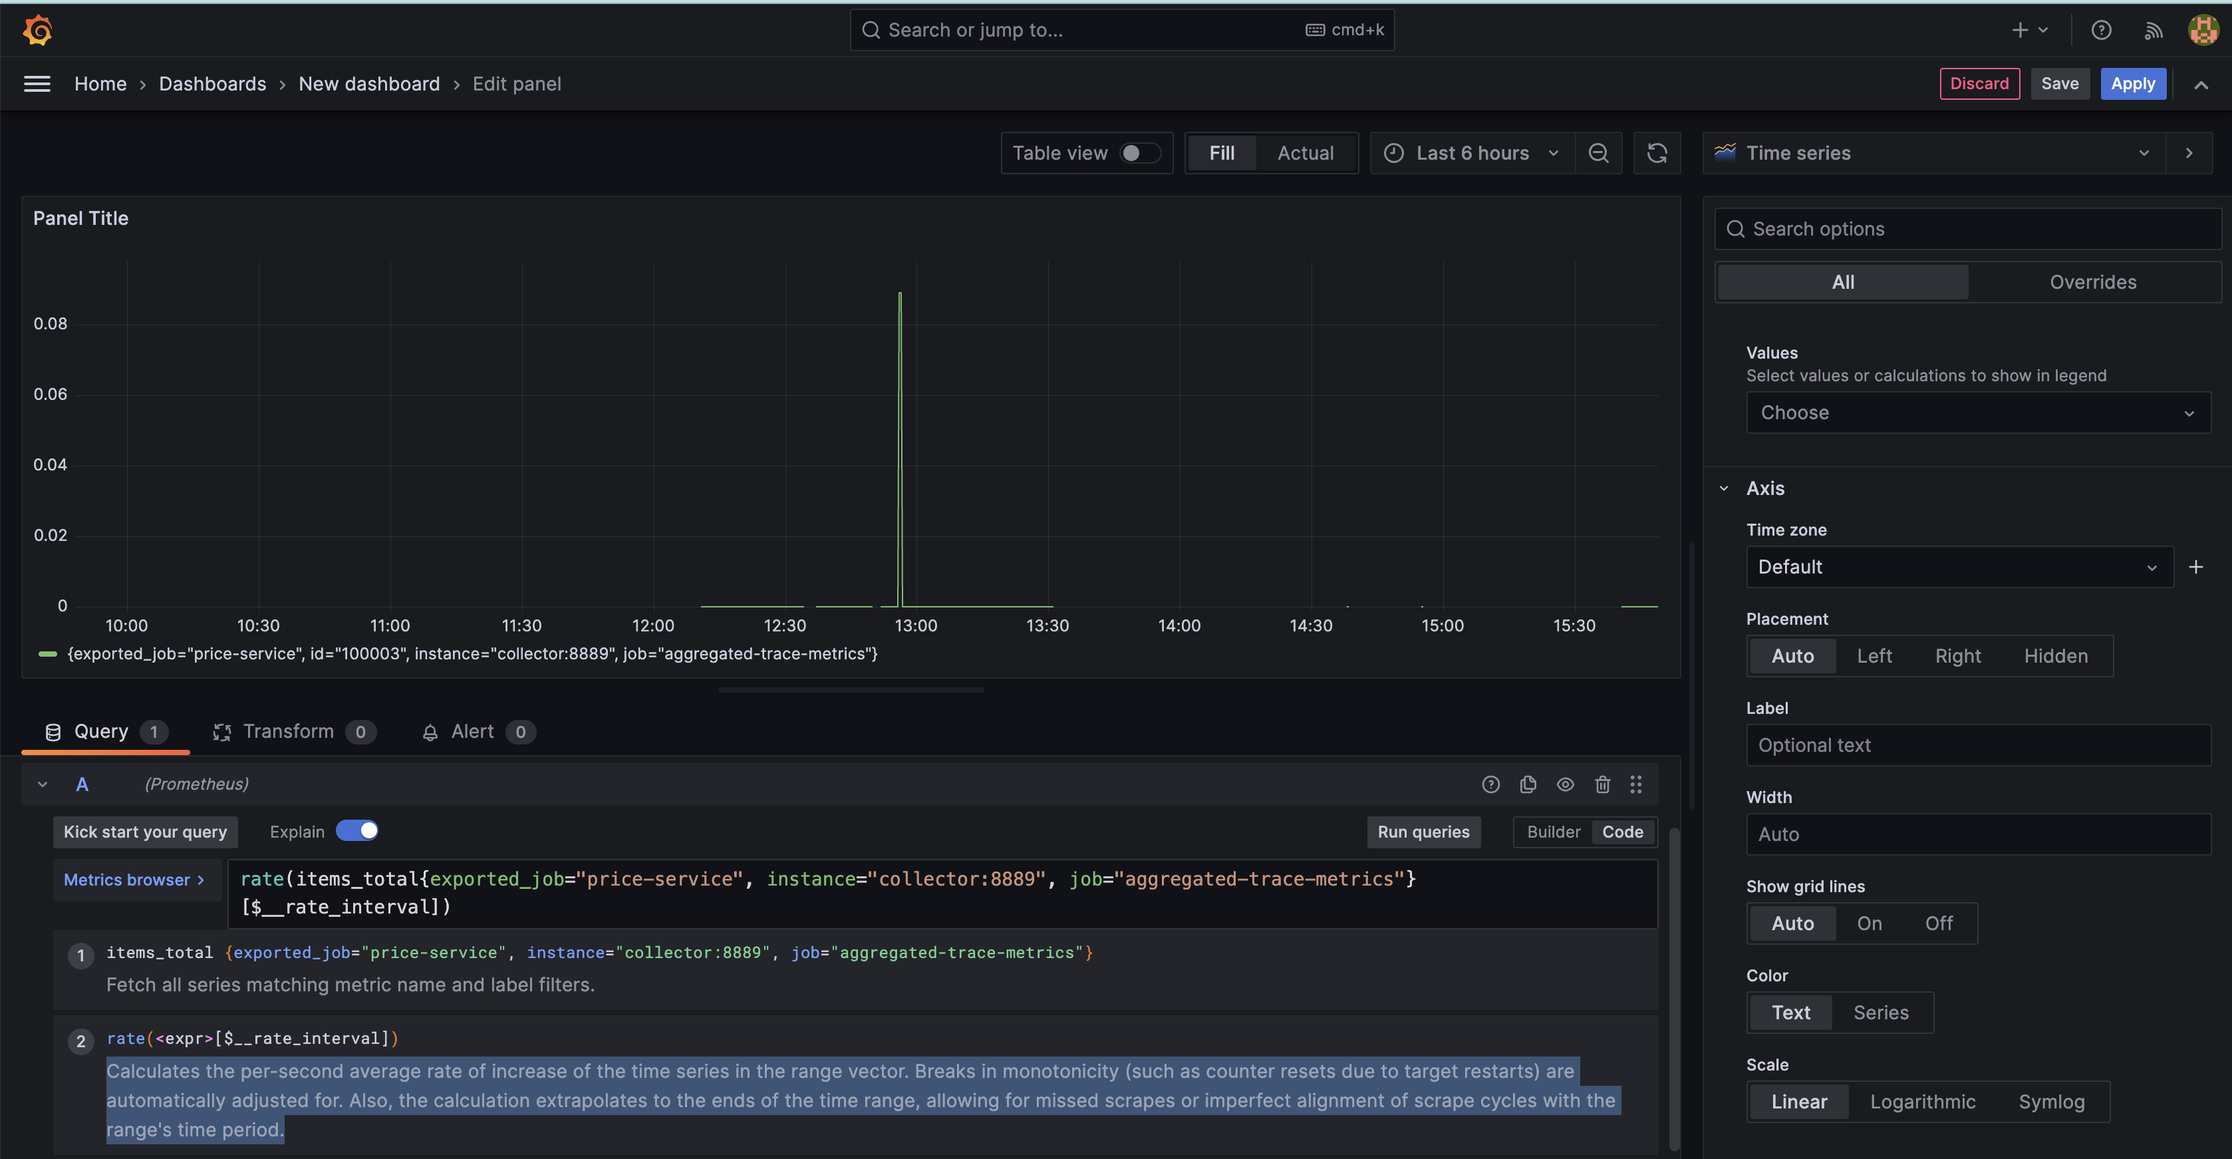 Search or jump to...
cmd+k
Home › Dashboards › New dashboard › Edit panel
Discard
Save
Apply
Table view
Fill
Actual
Last 6 hours
Time series
Panel Title
0.08
0.06
0.04
0.02
0
10:00 10:30 11:00 11:30 12:00 12:30 13:00 13:30 14:00 14:30 15:00 15:30
{exported_job="price-service", id="100003", instance="collector:8889", job="aggregated-trace-metrics"}
Query 1
Transform 0
Alert 0
A (Prometheus)
Kick start your query
Explain
Run queries
Builder
Code
Metrics browser >
rate(items_total{exported_job="price-service", instance="collector:8889", job="aggregated-trace-metrics"}
[$__rate_interval])
1 items_total {exported_job="price-service", instance="collector:8889", job="aggregated-trace-metrics"}
Fetch all series matching metric name and label filters.
2 rate(<expr>[$__rate_interval])
Calculates the per-second average rate of increase of the time series in the range vector. Breaks in monotonicity (such as counter resets due to target restarts) are
automatically adjusted for. Also, the calculation extrapolates to the ends of the time range, allowing for missed scrapes or imperfect alignment of scrape cycles with the
range's time period.
Search options
All
Overrides
Values
Select values or calculations to show in legend
Choose
Axis
Time zone
Default
Placement
Auto Left Right Hidden
Label
Optional text
Width
Auto
Show grid lines
Auto On Off
Color
Text Series
Scale
Linear Logarithmic Symlog